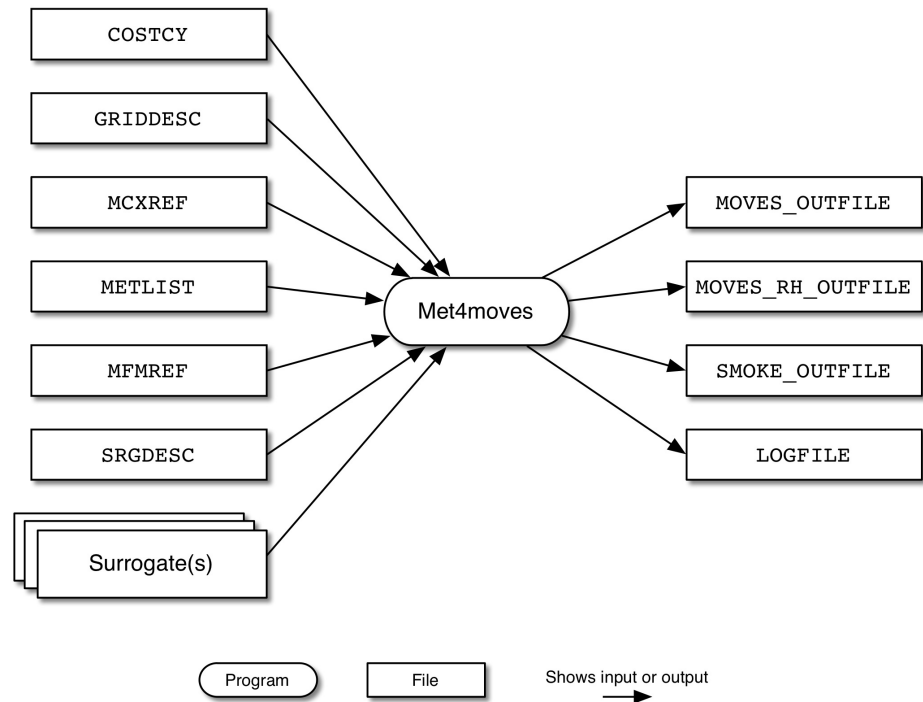 COSTCY
GRIDDESC
MCXREF
METLIST
MFMREF
SRGDESC
Surrogate(s)
Met4moves
MOVES_OUTFILE
MOVES_RH_OUTFILE
SMOKE_OUTFILE
LOGFILE
Program
File
Shows input or output